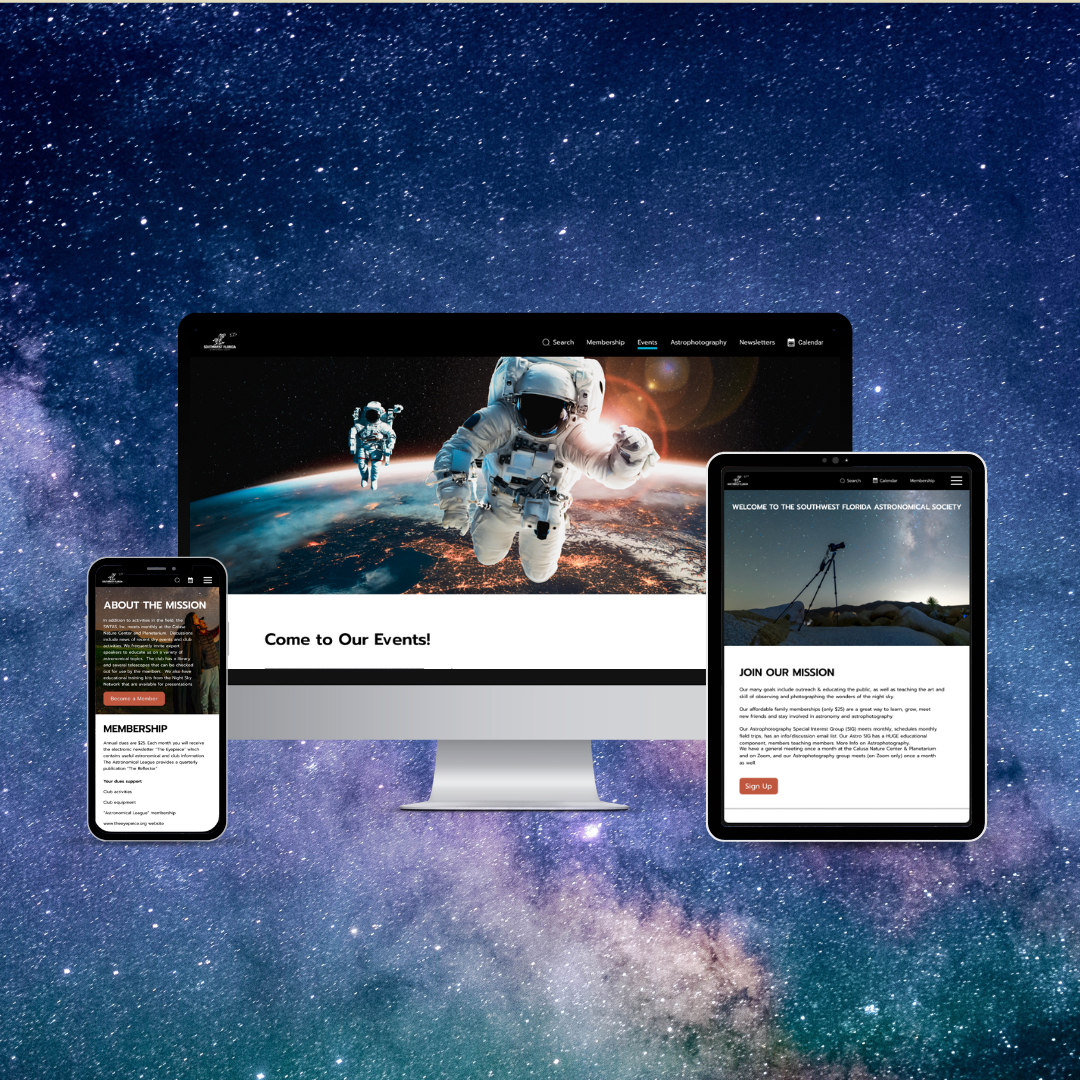 SOUTHWEST FLORIDA
Search
Membership
Events
Astrophotography
Newsletters
Calendar
Come to Our Events!
ABOUT THE MISSION
In addition to activities in the field, the
SWFAS, Inc. meets monthly at the Calusa
Nature Center and Planetarium. Discussions
include news of recent sky events and club
activities. We frequently invite expert
speakers to educate us on a variety of
astronomical topics. The club has a library
and several telescopes that can be checked
out for use by the members. We also have
educational training kits from the Night Sky
Network that are available for presentations
Become a Member
MEMBERSHIP
Annual dues are $25. Each month you will receive
the electronic newsletter "The Eyepiece" which
contains useful astronomical and club information
The Astronomical League provides a quarterly
publication "The Reflector"
Your dues support
Club activities
Club equipment
"Astronomical League" membership
www.theeyepeice.org website
Search
Calendar
Membership
WELCOME TO THE SOUTHWEST FLORIDA ASTRONOMICAL SOCIETY
JOIN OUR MISSION
Our many goals include outreach & educating the public, as well as teaching the art and
skill of observing and photographing the wonders of the night sky.
Our affordable family memberships (only $25) are a great way to learn, grow, meet
new friends and stay involved in astronomy and astrophotography.
Our Astrophotography Special Interest Group (SIG) meets monthly, schedules monthly
field trips, has an info/discussion email list. Our Astro SIG has a HUGE educational
component, members teaching members. More Info on Astrophotography.
We have a general meeting once a month at the Calusa Nature Center & Planetarium
and on Zoom, and our Astrophotography group meets (on Zoom only) once a month
as well.
Sign Up